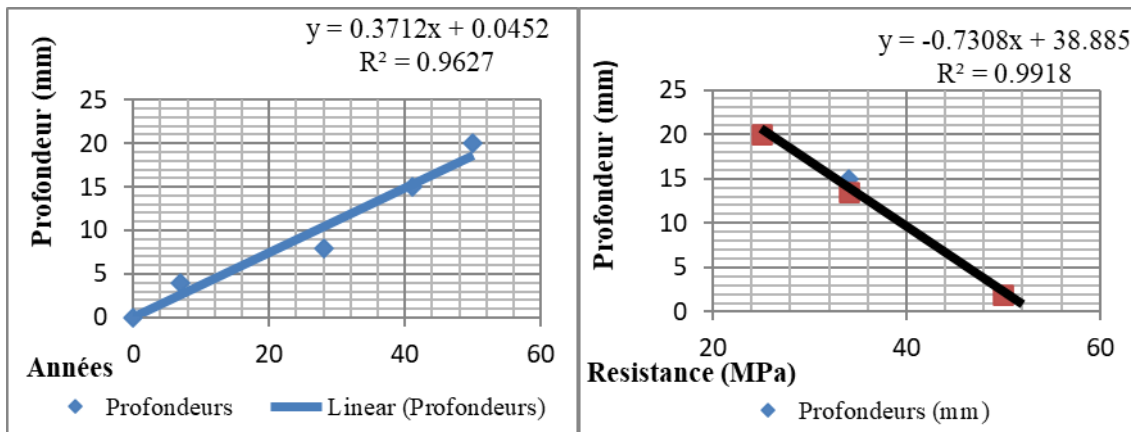 y = 0.3712x + 0.0452
R² = 0.9627
Profondeur (mm)
25
20
15
10
5
0
0 20 40 60
Années
Profondeurs Linear (Profondeurs)
y = -0.7308x + 38.885
R² = 0.9918
Profondeur (mm)
25
20
15
10
5
0
20 40 60
Resistance (MPa)
Profondeurs (mm)